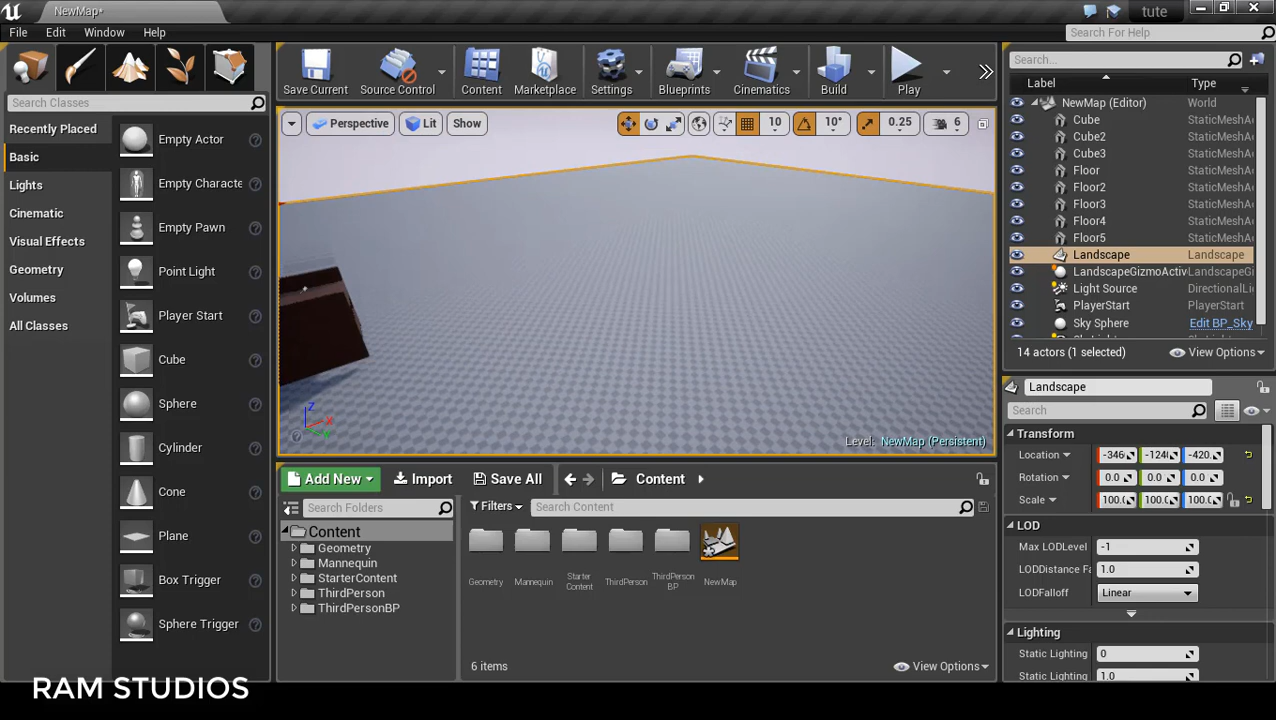 NewMap*
tute
File Edit Window Help
Search For Help
Search Classes
Recently Placed
Basic
Lights
Cinematic
Visual Effects
Geometry
Volumes
All Classes
Empty Actor
Empty Characte
Empty Pawn
Point Light
Player Start
Cube
Sphere
Cylinder
Cone
Plane
Box Trigger
Sphere Trigger
Save Current Source Control Content Marketplace Settings Blueprints Cinematics Build Play
Perspective Lit Show 10 10° 0.25 6
Z X
Level: NewMap (Persistent)
Add New Import Save All Content
Search Folders
Filters Search Content
Content
Geometry
Mannequin
StarterContent
ThirdPerson
ThirdPersonBP
Geometry Mannequin Starter Content ThirdPerson ThirdPerson BP NewMap
6 items View Options
Search...
Label Type
NewMap (Editor) World
Cube StaticMeshA
Cube2 StaticMeshA
Cube3 StaticMeshA
Floor StaticMeshA
Floor2 StaticMeshA
Floor3 StaticMeshA
Floor4 StaticMeshA
Floor5 StaticMeshA
Landscape Landscape
LandscapeGizmoActiv LandscapeG
Light Source DirectionalLi
PlayerStart PlayerStart
Sky Sphere Edit BP_Sky
14 actors (1 selected) View Options
Landscape
Search
Transform
Location -346 -124 -420.
Rotation 0.0 0.0 0.0
Scale 100.0 100.0 100.0
LOD
Max LODLevel -1
LODDistance Fa 1.0
LODFalloff Linear
Lighting
Static Lighting 0
Static Lighting 1.0
RAM STUDIOS